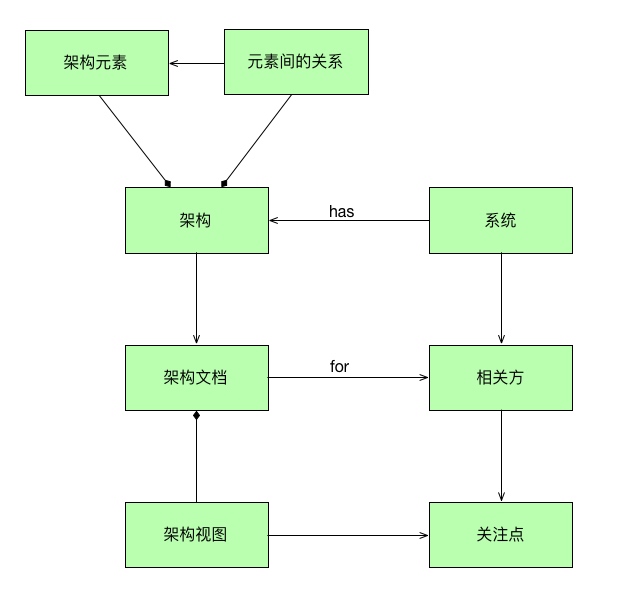 架构元素
元素间的关系
架构
has
系统
架构文档
for
相关方
架构视图
关注点